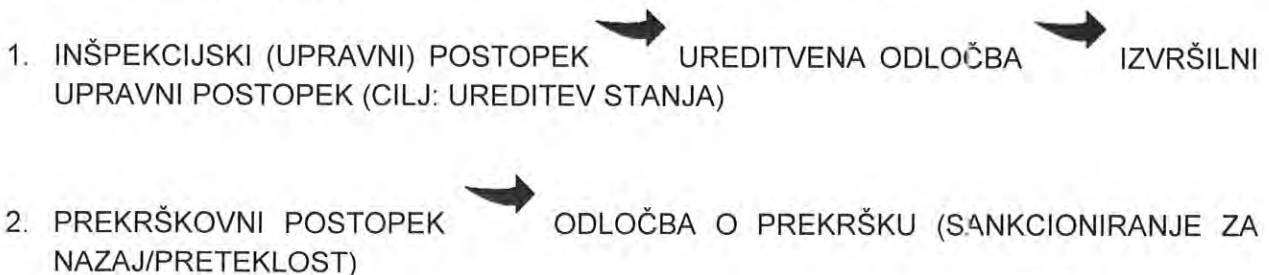 1. INŠPEKCIJSKI (UPRAVNI) POSTOPEK UREDITVENA ODLOČBA IZVRŠILNI
UPRAVNI POSTOPEK (CILJ: UREDITEV STANJA)
2. PREKRŠKOVNI POSTOPEK ODLOČBA O PREKRŠKU (SANKCIONIRANJE ZA
NAZAJ/PRETEKLOST)